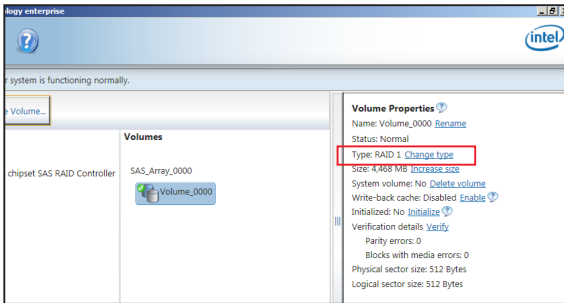 ology enterprise
intel
r system is functioning normally.
e Volume...
Volumes
chipset SAS RAID Controller
SAS_Array_0000
Volume_0000
Volume Properties
Name: Volume_0000 Rename
Status: Normal
Type: RAID 1 Change type
Size: 4,468 MB Increase size
System volume: No Delete volume
Write-back cache: Disabled Enable
Initialized: No Initialize
Verification details Verify
Parity errors: 0
Blocks with media errors: 0
Physical sector size: 512 Bytes
Logical sector size: 512 Bytes